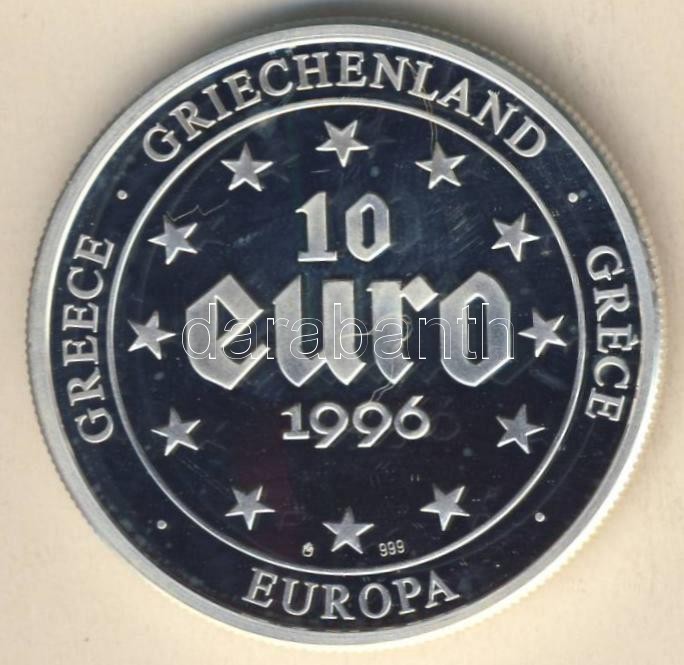 GRIECHENLAND
GREECE
GRÈCE
10
euro
darabanth
1996
999
EUROPA